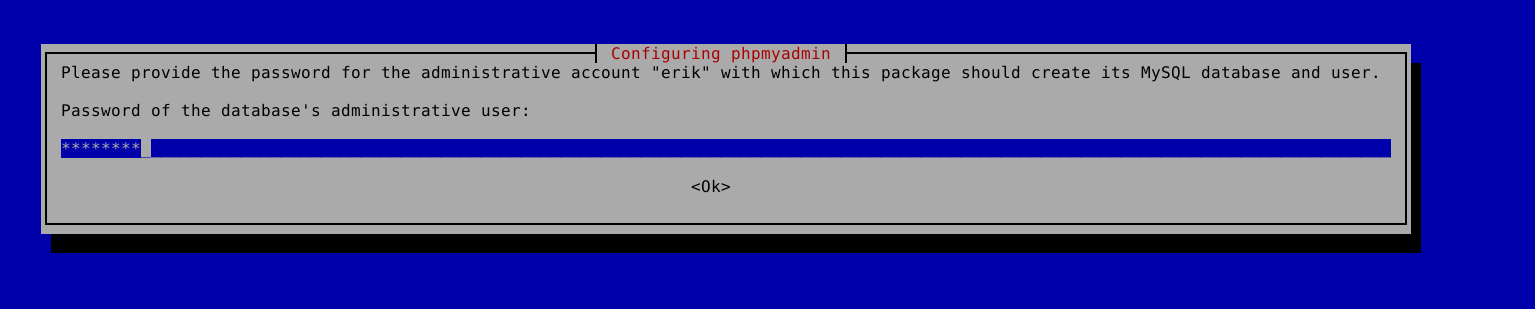 Configuring phpmyadmin
Please provide the password for the administrative account "erik" with which this package should create its MySQL database and user.
Password of the database's administrative user:
********
<Ok>